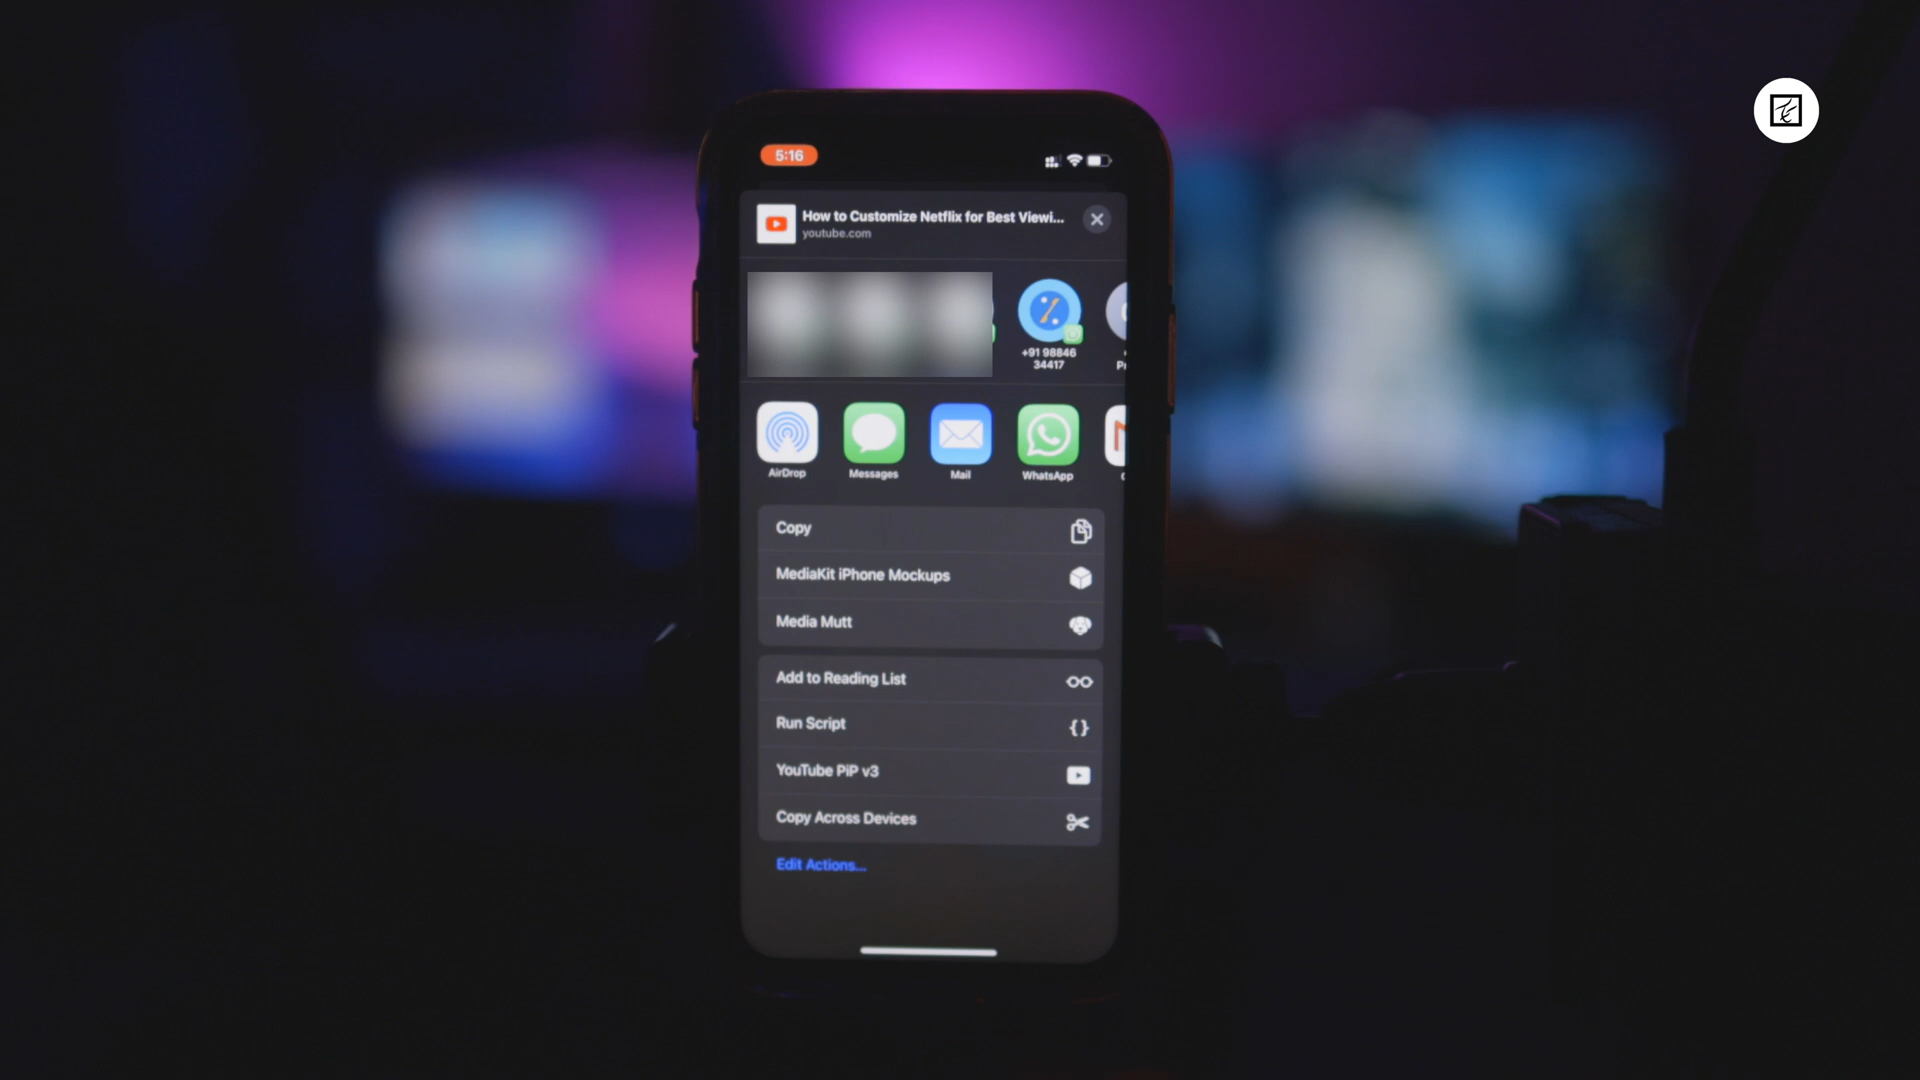 5:16
How to Customize Netflix for Best Viewi...
youtube.com
+91 98846
34417
AirDrop
Messages
Mail
WhatsApp
Copy
MediaKit iPhone Mockups
Media Mutt
Add to Reading List
Run Script
YouTube PiP v3
Copy Across Devices
Edit Actions...